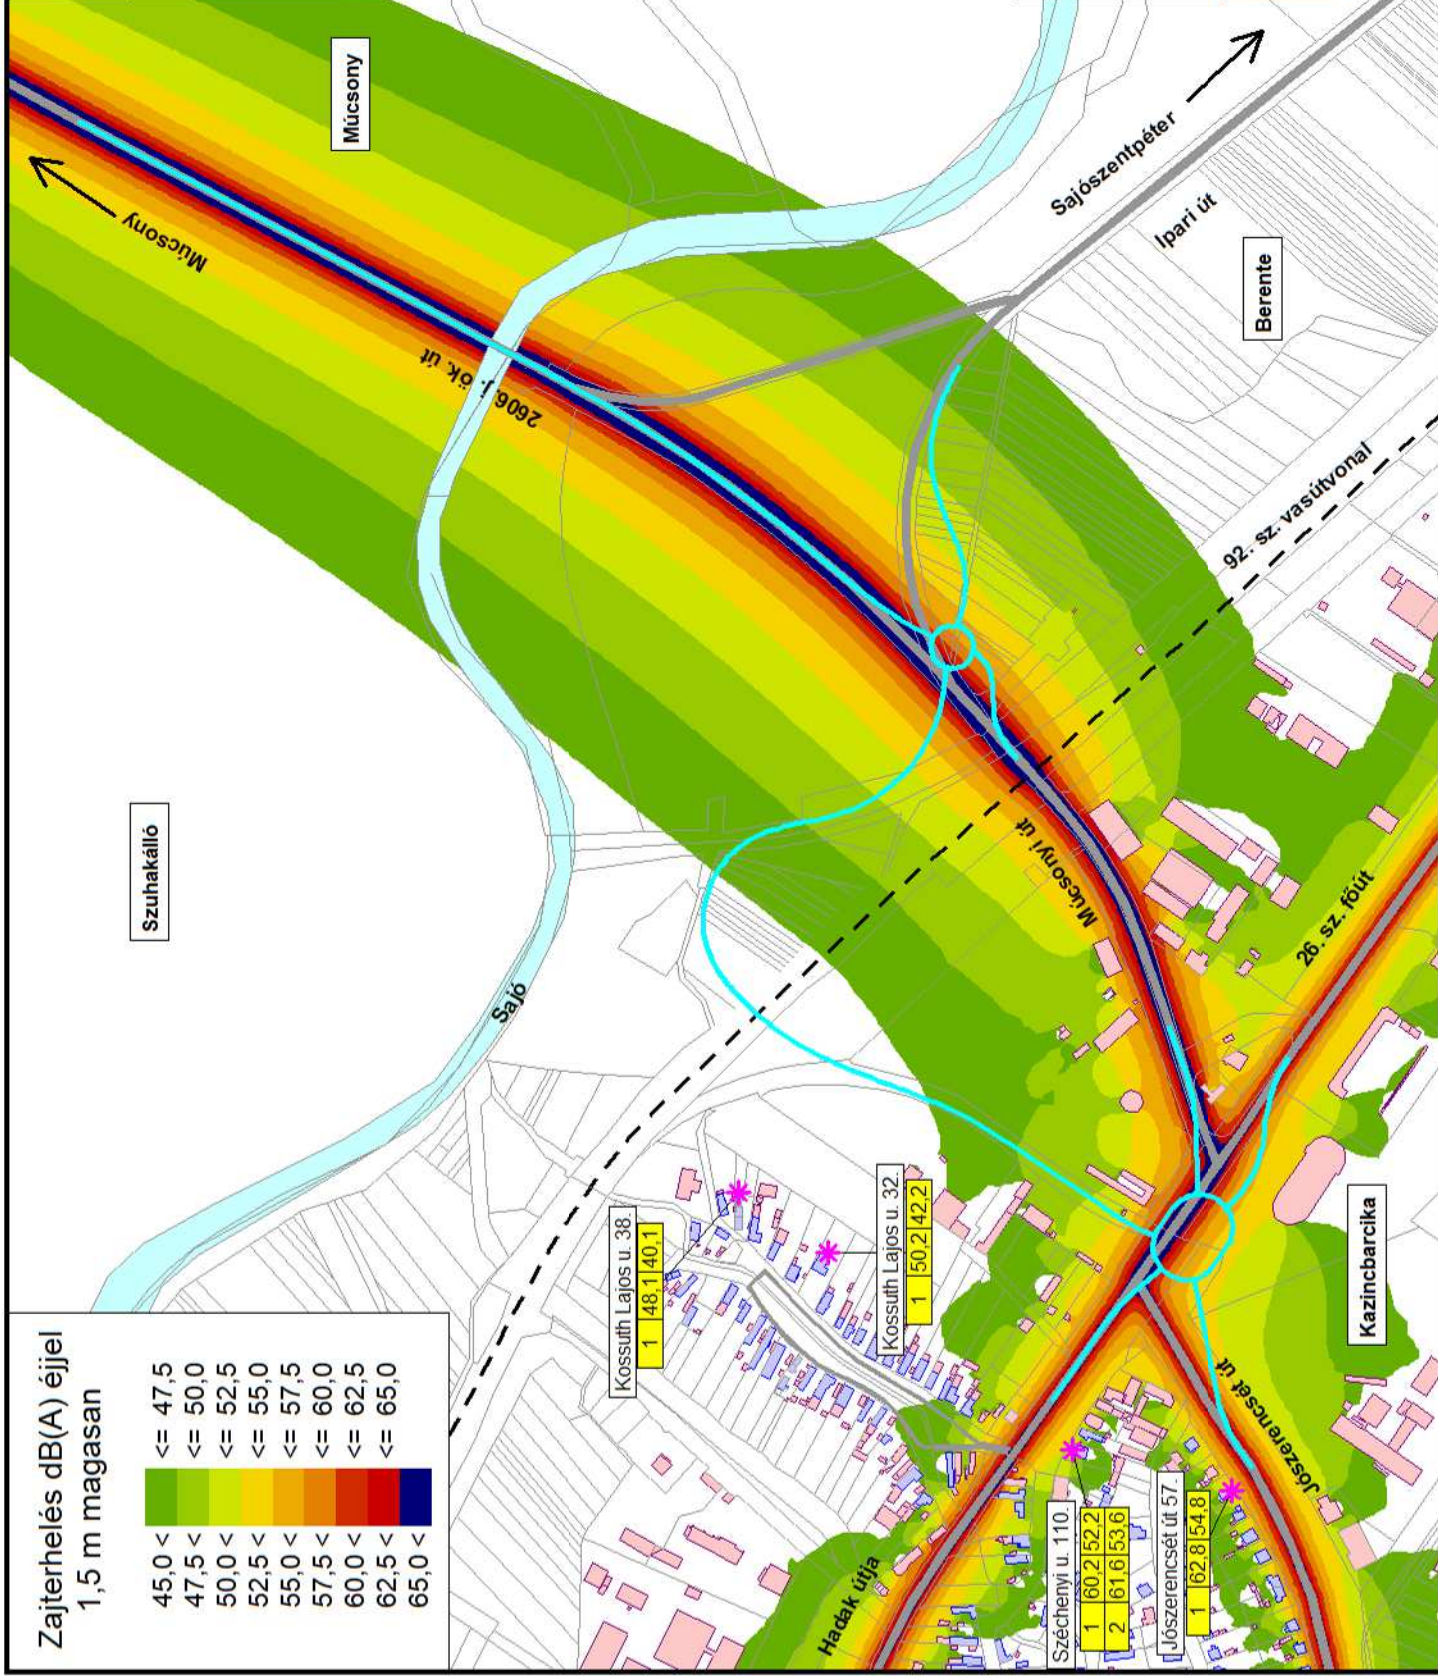 Zajterhelés dB(A) éjjel
1,5 m magasan
45,0 < <= 47,5
47,5 < <= 50,0
50,0 < <= 52,5
52,5 < <= 55,0
55,0 < <= 57,5
57,5 < <= 60,0
60,0 < <= 62,5
62,5 < <= 65,0
65,0 <
Szuhakálló
Múcsony
Múcsony
2606. j. ök. út
Sajó
Sajószentpéter
Ipari út
Berente
92. sz. vasútvonal
Múcsonyi út
26. sz. főút
Kazincbarcika
Jószerencsét út
Hadak útja
Kossuth Lajos u. 38.
1 48,1 40,1
Kossuth Lajos u. 32.
1 50,2 42,2
Széchenyi u. 110.
1 60,2 52,2
2 61,6 53,6
Jószerencsét út 57.
1 62,8 54,8